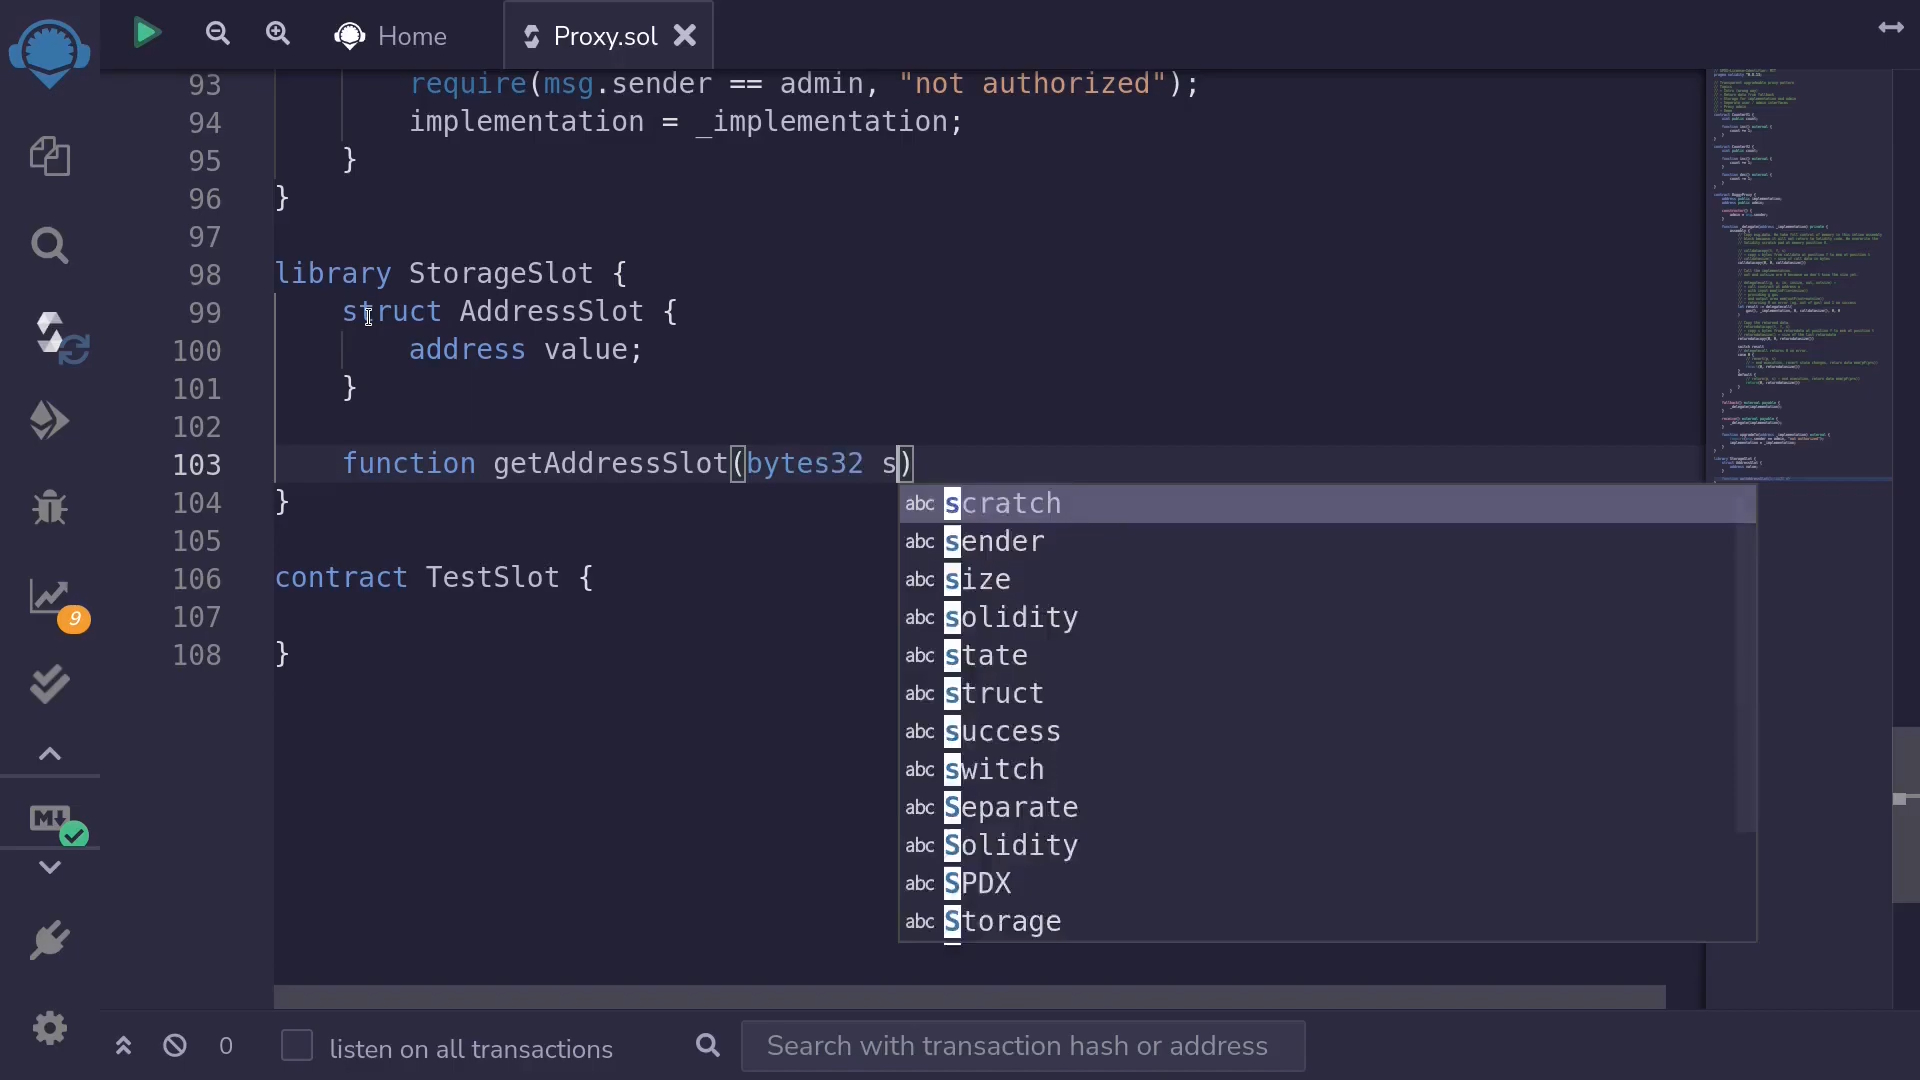 Home
Proxy.sol
93 require(msg.sender == admin, "not authorized");
94 implementation = _implementation;
95 }
96 }
97
98 library StorageSlot {
99 struct AddressSlot {
100 address value;
101 }
102
103 function getAddressSlot(bytes32 s)
104 }
105
106 contract TestSlot {
107
108 }
abc scratch
abc sender
abc size
abc solidity
abc state
abc struct
abc success
abc switch
abc Separate
abc Solidity
abc SPDX
abc Storage
9
M
0 listen on all transactions Search with transaction hash or address